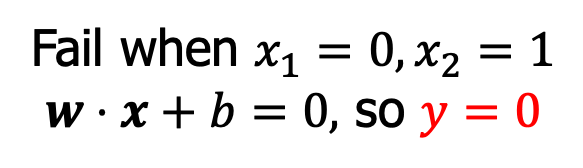 Fail when x₁ = 0, x₂ = 1
w · x + b = 0, so y = 0